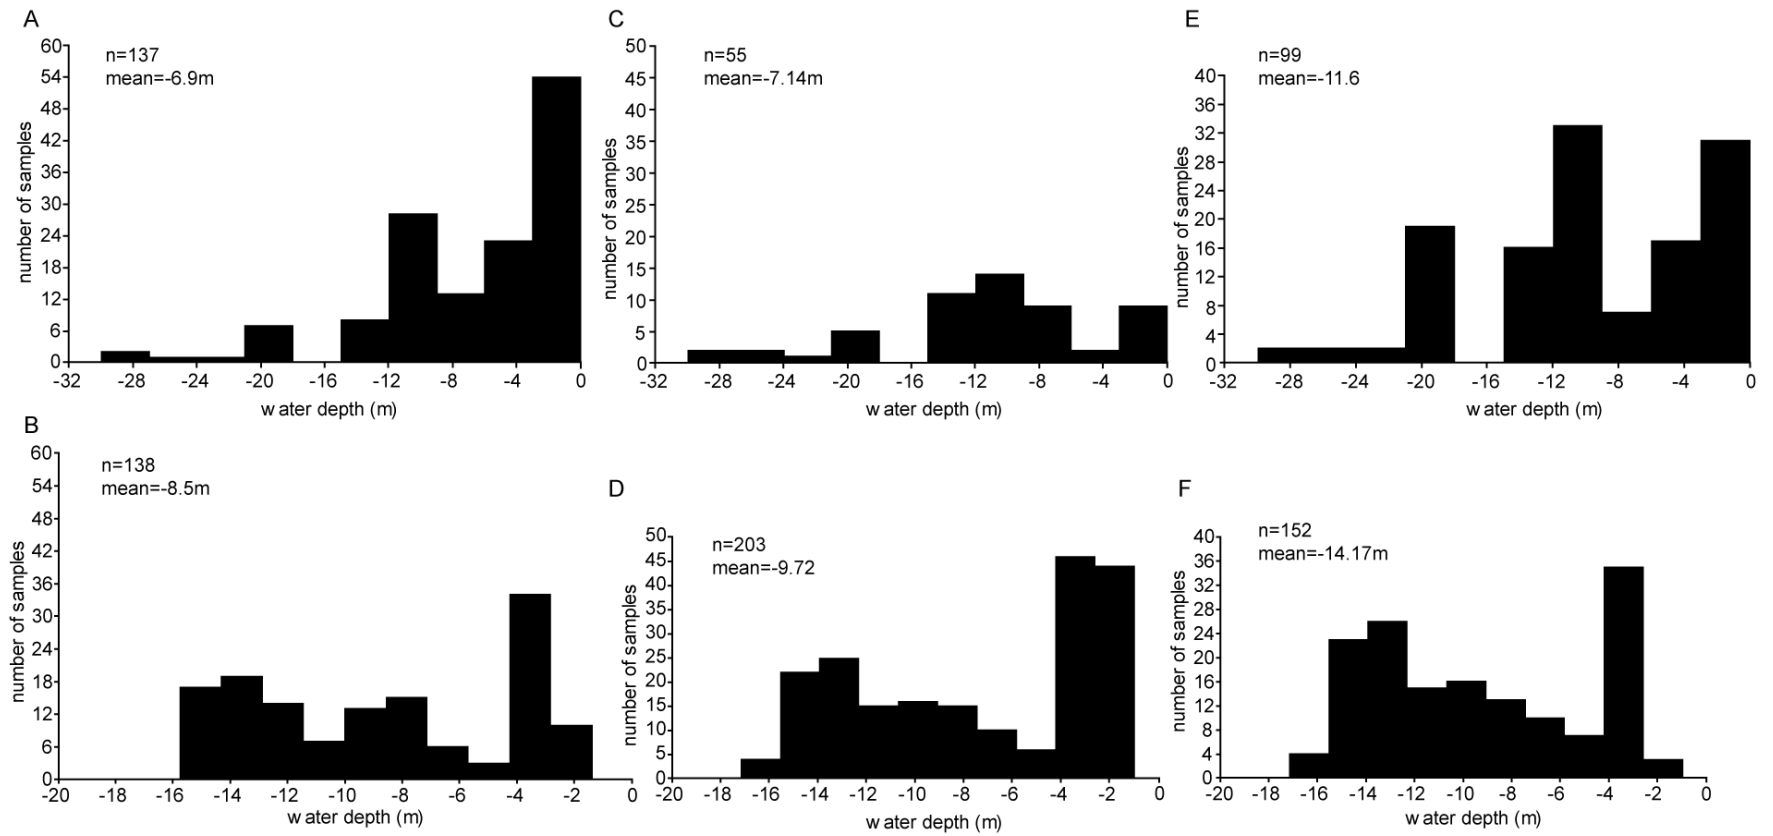 A
n=137
mean=-6.9m
60
54
48
42
36
30
24
18
12
6
0
number of samples
-32 -28 -24 -20 -16 -12 -8 -4 0
water depth (m)
C
n=55
mean=-7.14m
50
45
40
35
30
25
20
15
10
5
0
number of samples
-32 -28 -24 -20 -16 -12 -8 -4 0
water depth (m)
E
n=99
mean=-11.6
40
36
32
28
24
20
16
12
8
4
0
number of samples
-32 -28 -24 -20 -16 -12 -8 -4 0
water depth (m)
B
n=138
mean=-8.5m
60
54
48
42
36
30
24
18
12
6
0
number of samples
-20 -18 -16 -14 -12 -10 -8 -6 -4 -2 0
water depth (m)
D
n=203
mean=-9.72
50
45
40
35
30
25
20
15
10
5
0
number of samples
-20 -18 -16 -14 -12 -10 -8 -6 -4 -2 0
water depth (m)
F
n=152
mean=-14.17m
40
36
32
28
24
20
16
12
8
4
0
number of samples
-20 -18 -16 -14 -12 -10 -8 -6 -4 -2 0
water depth (m)